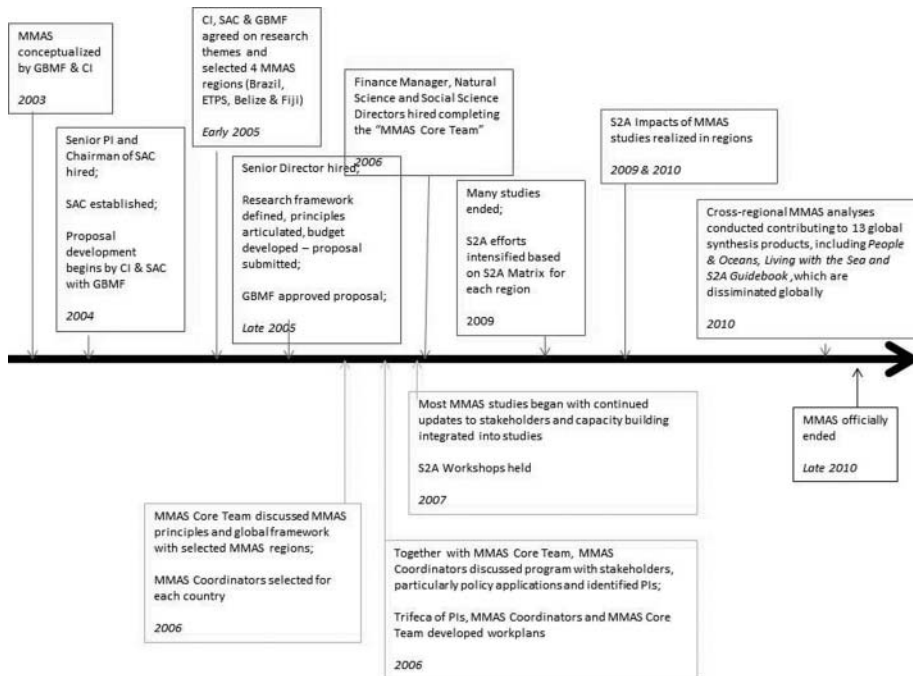 MMAS
conceptualized
by GBMF & CI
2003
Senior PI and
Chairman of SAC
hired;
SAC established;
Proposal
development
begins by CI & SAC
with GBMF
2004
CI, SAC & GBMF
agreed on research
themes and
selected 4 MMAS
regions (Brazil,
ETPS, Belize & Fiji)
Early 2005
Senior Director hired;
Research framework
defined, principles
articulated, budget
developed – proposal
submitted;
GBMF approved proposal;
Late 2005
Finance Manager, Natural
Science and Social Science
Directors hired completing
the “MMAS Core Team”
2006
Many studies
ended;
S2A efforts
intensified based
on S2A Matrix for
each region
2009
S2A Impacts of MMAS
studies realized in regions
2009 & 2010
Cross-regional MMAS analyses
conducted contributing to 13 global
synthesis products, including People
& Oceans, Living with the Sea and
S2A Guidebook, which are
dissiminated globally
2010
MMAS Core Team discussed MMAS
principles and global framework
with selected MMAS regions;
MMAS Coordinators selected for
each country
2006
Together with MMAS Core Team, MMAS
Coordinators discussed program with stakeholders,
particularly policy applications and identified PIs;
Trifeca of PIs, MMAS Coordinators and MMAS Core
Team developed workplans
2006
Most MMAS studies began with continued
updates to stakeholders and capacity building
integrated into studies
S2A Workshops held
2007
MMAS officially
ended
Late 2010